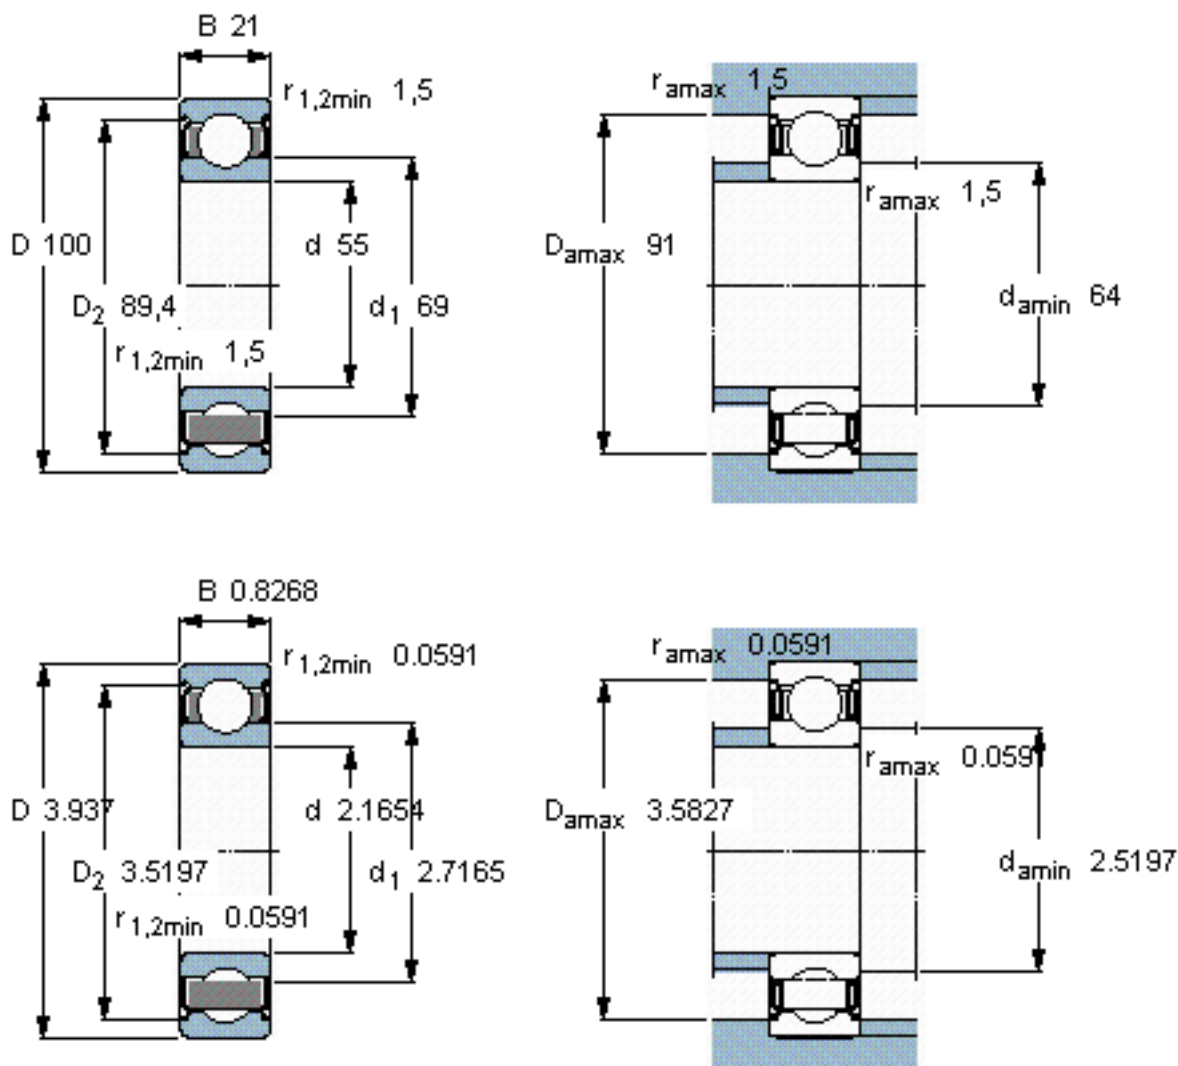 B 21
r1,2min 1,5
D 100
D2 89,4
d 55
d1 69
r1,2min 1,5
ramax 1,5
ramax 1,5
Damax 91
damin 64
B 0.8268
r1,2min 0.0591
D 3.937
D2 3.5197
d 2.1654
d1 2.7165
r1,2min 0.0591
ramax 0.0591
ramax 0.059
Damax 3.5827
damin 2.5197